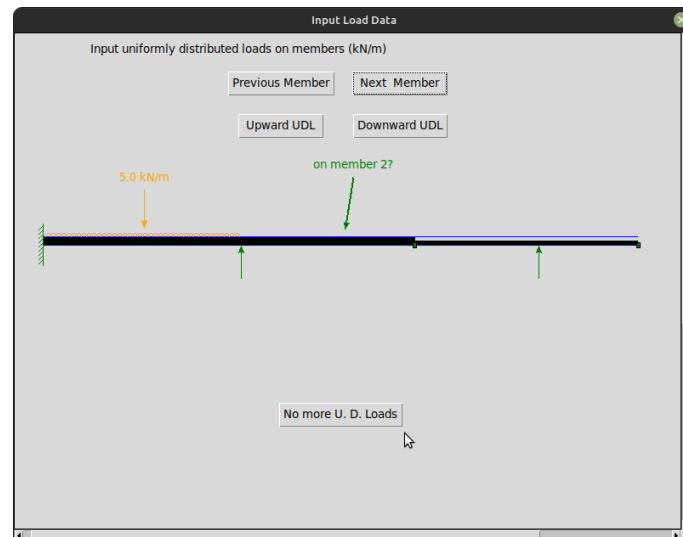 Input Load Data
Input uniformly distributed loads on members (kN/m)
Previous Member
Next Member
Upward UDL
Downward UDL
on member 2?
5.0 kN/m
No more U. D. Loads